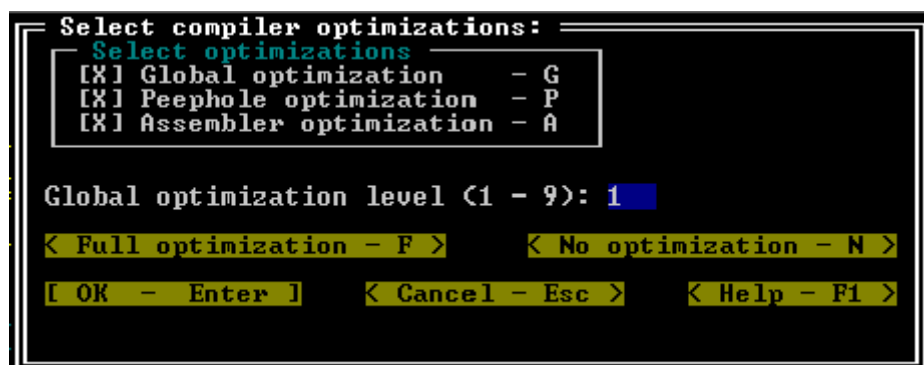 Select compiler optimizations:
Select optimizations
[X] Global optimization - G
[X] Peephole optimization - P
[X] Assembler optimization - A
Global optimization level (1 - 9): 1
< Full optimization - F > < No optimization - N >
[ OK - Enter ] < Cancel - Esc > < Help - F1 >